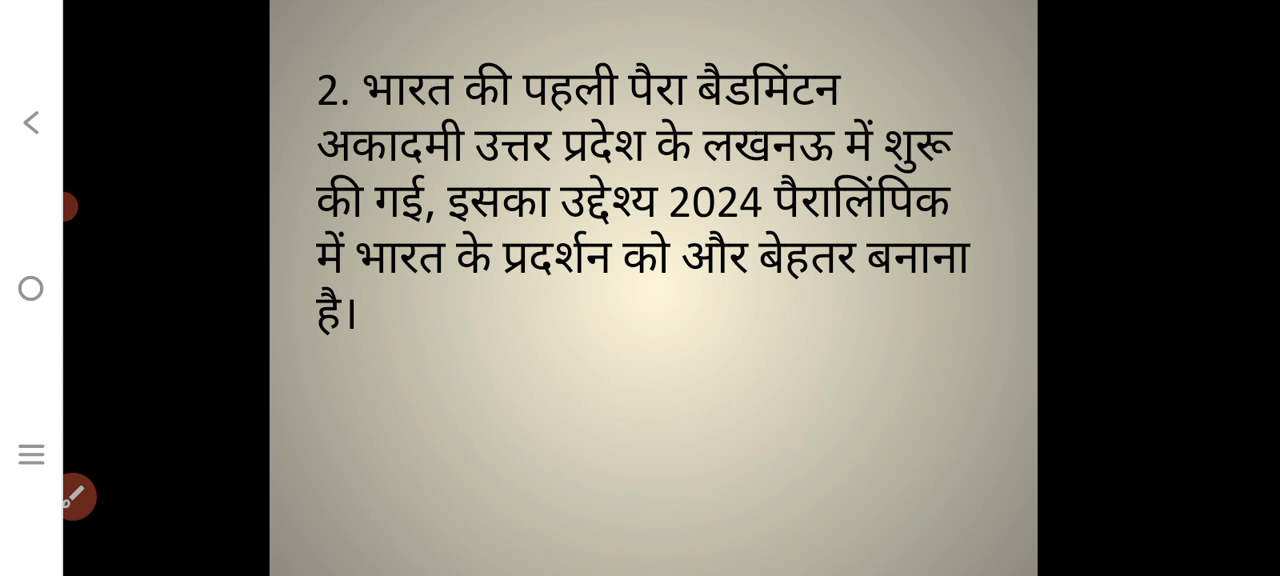 2. भारत की पहली पैरा बैडमिंटन
अकादमी उत्तर प्रदेश के लखनऊ में शुरू
की गई, इसका उद्देश्य 2024 पैरालिंपिक
में भारत के प्रदर्शन को और बेहतर बनाना
है।